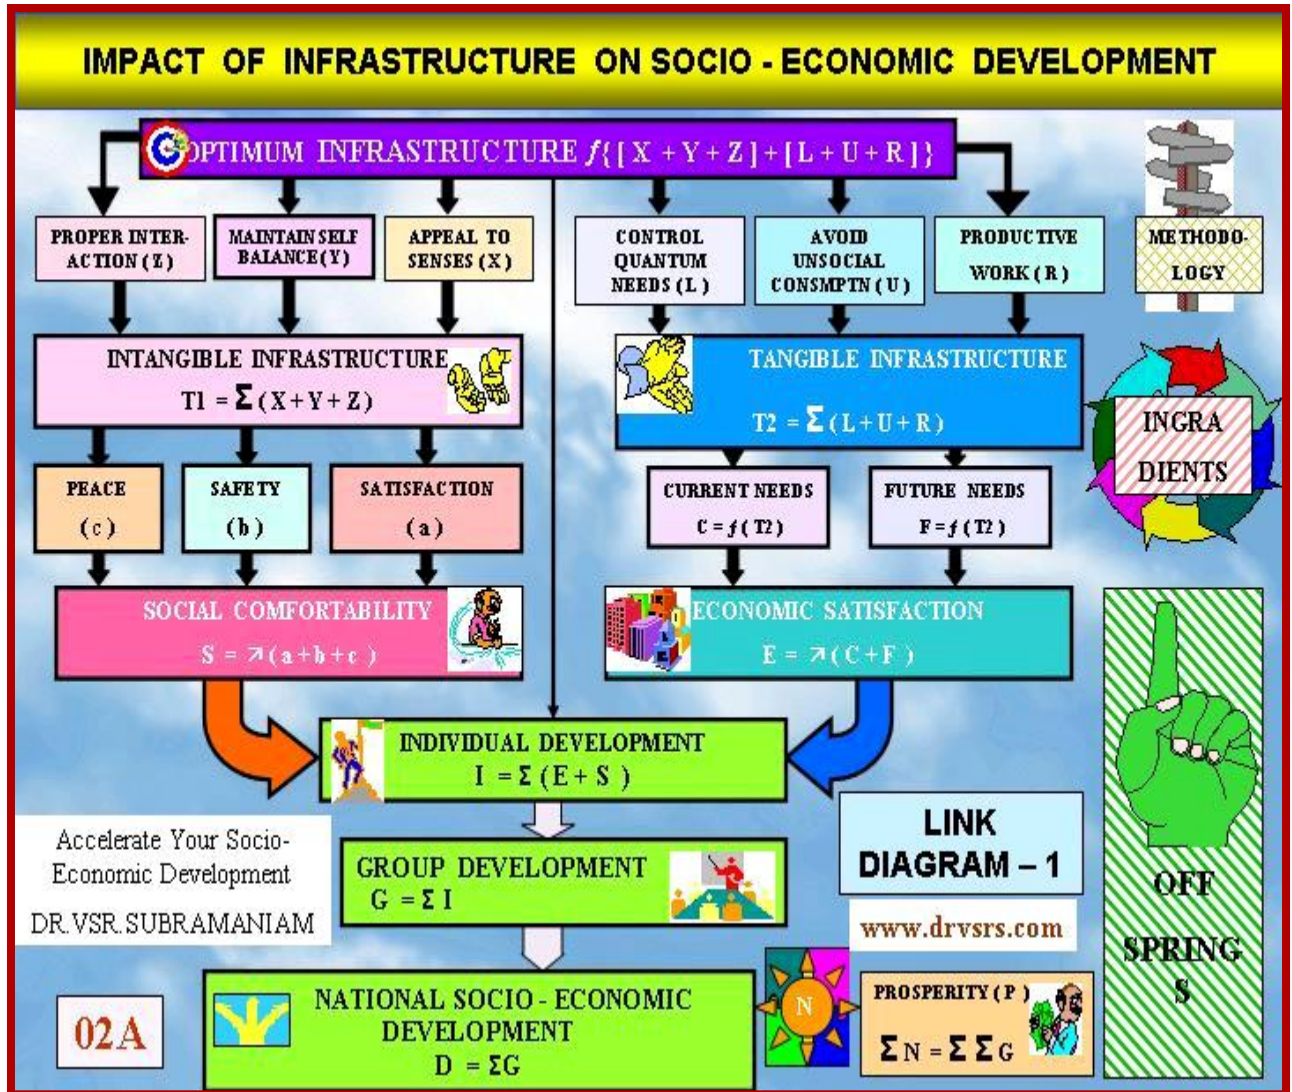 IMPACT OF INFRASTRUCTURE ON SOCIO - ECONOMIC DEVELOPMENT
OPTIMUM INFRASTRUCTURE ƒ{[ X + Y + Z ] + [ L + U + R ]}
PROPER INTER-
ACTION ( Z )
MAINTAIN SELF
BALANCE (Y)
APPEAL TO
SENSES ( X )
CONTROL
QUANTUM
NEEDS ( L )
AVOID
UNSOCIAL
CONSMPTN ( U )
PRODUCTIVE
WORK ( R )
METHODO-
LOGY
INTANGIBLE INFRASTRUCTURE
T1 = Σ ( X + Y + Z )
TANGIBLE INFRASTRUCTURE
T2 = Σ ( L + U + R )
INGRA
DIENTS
PEACE
( c )
SAFETY
( b )
SATISFACTION
( a )
CURRENT NEEDS
C = ƒ ( T2 )
FUTURE NEEDS
F = ƒ ( T2 )
SOCIAL COMFORTABILITY
S = ↗ ( a + b + c )
ECONOMIC SATISFACTION
E = ↗ ( C + F )
INDIVIDUAL DEVELOPMENT
I = Σ ( E + S )
GROUP DEVELOPMENT
G = Σ I
NATIONAL SOCIO - ECONOMIC
DEVELOPMENT
D = ΣG
Accelerate Your Socio-
Economic Development
DR.VSR.SUBRAMANIAM
02A
LINK
DIAGRAM – 1
www.drvsrs.com
N
PROSPERITY ( P )
Σ N = Σ Σ G
OFF
SPRING
S